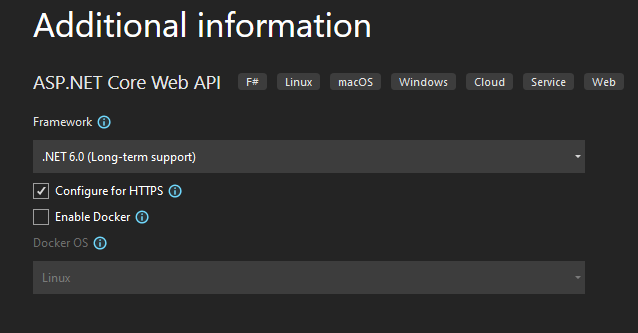 Additional information
ASP.NET Core Web API F# Linux macOS Windows Cloud Service Web
Framework
.NET 6.0 (Long-term support)
Configure for HTTPS
Enable Docker
Docker OS
Linux